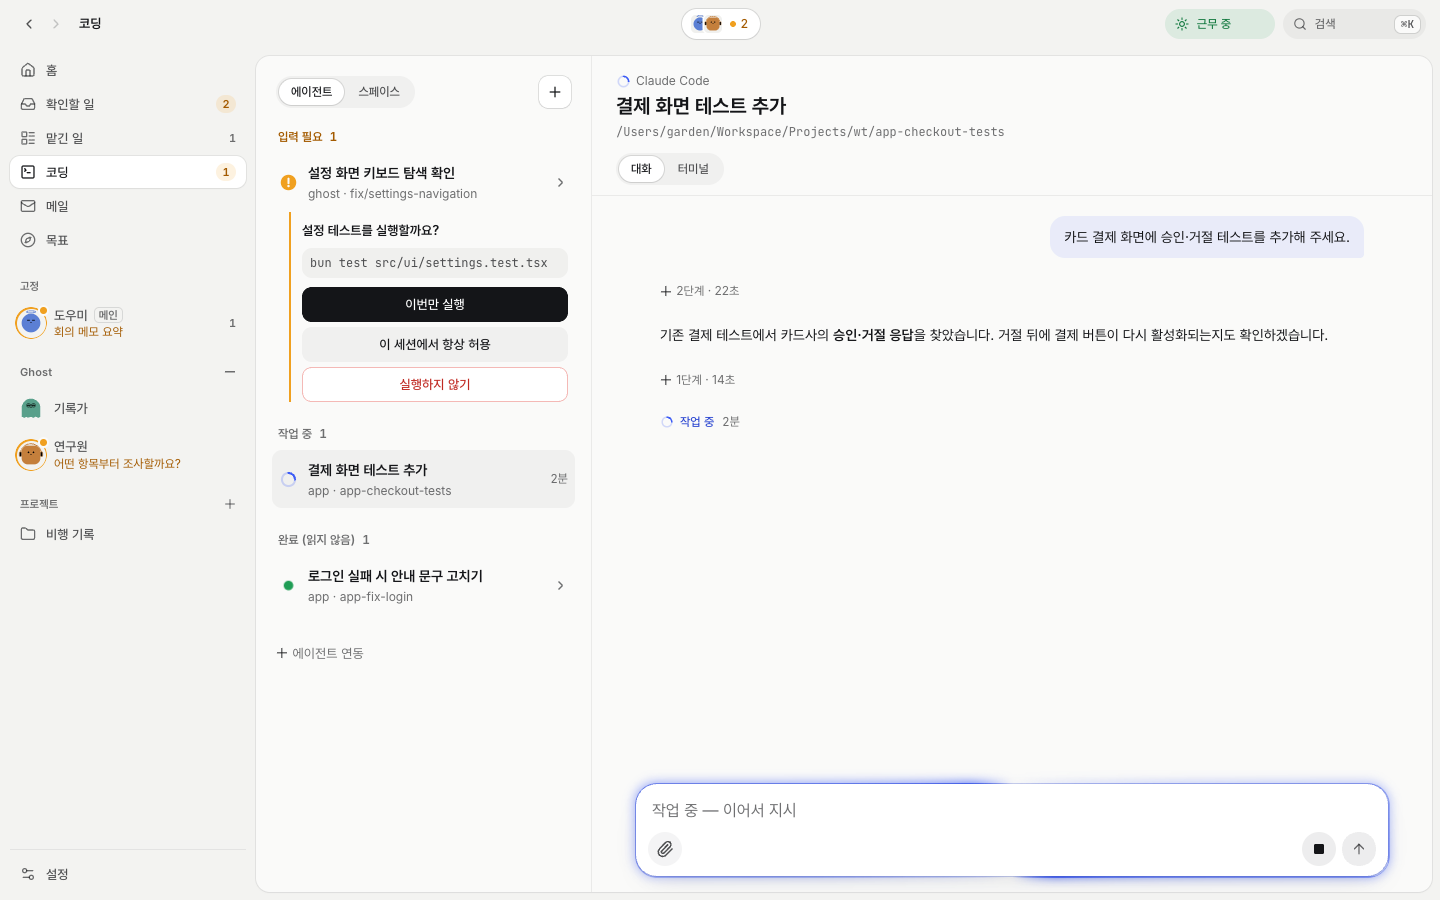 코딩
2
근무 중
검색
⌘K
홈
확인할 일
2
맡긴 일
1
코딩
1
메일
목표
고정
도우미 메인
회의 메모 요약
1
Ghost
기록가
연구원
어떤 항목부터 조사할까요?
프로젝트
비행 기록
설정
에이전트
스페이스
입력 필요 1
설정 화면 키보드 탐색 확인
ghost · fix/settings-navigation
설정 테스트를 실행할까요?
bun test src/ui/settings.test.tsx
이번만 실행
이 세션에서 항상 허용
실행하지 않기
작업 중 1
결제 화면 테스트 추가
app · app-checkout-tests
2분
완료 (읽지 않음) 1
로그인 실패 시 안내 문구 고치기
app · app-fix-login
에이전트 연동
Claude Code
결제 화면 테스트 추가
/Users/garden/Workspace/Projects/wt/app-checkout-tests
대화
터미널
카드 결제 화면에 승인·거절 테스트를 추가해 주세요.
2단계 · 22초
기존 결제 테스트에서 카드사의 승인·거절 응답을 찾았습니다. 거절 뒤에 결제 버튼이 다시 활성화되는지도 확인하겠습니다.
1단계 · 14초
작업 중 2분
작업 중 — 이어서 지시